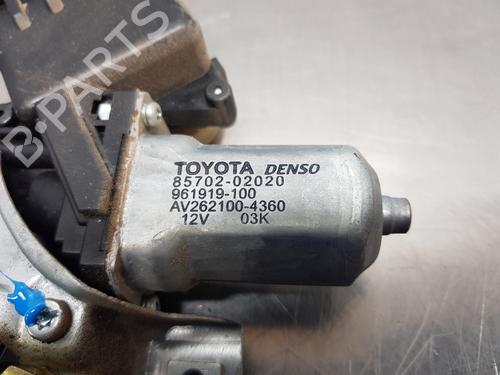 B-PARTS
TOYOTA DENSO
85702-02020
961919-100
AV262100-4360
12V 03K